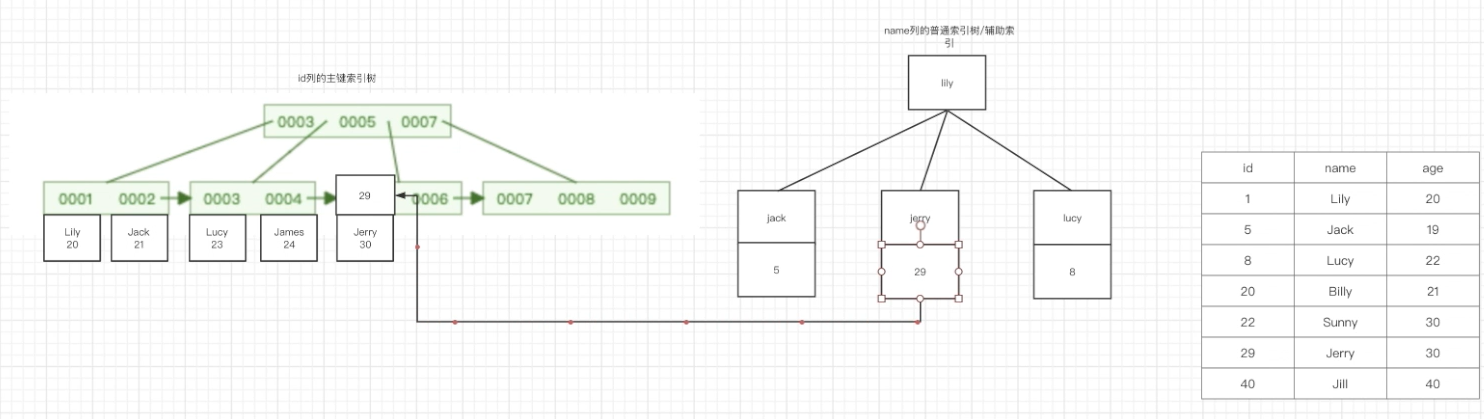 name列的普通索引树/辅助索
引
id列的主键索引树
lily
0003 0005 0007
29
0001 0002 0003 0004 0006 0007 0008 0009
Lily
20
Jack
21
Lucy
23
James
24
Jerry
30
jack
5
jerry
29
lucy
8
id name age
1 Lily 20
5 Jack 19
8 Lucy 22
20 Billy 21
22 Sunny 30
29 Jerry 30
40 Jill 40